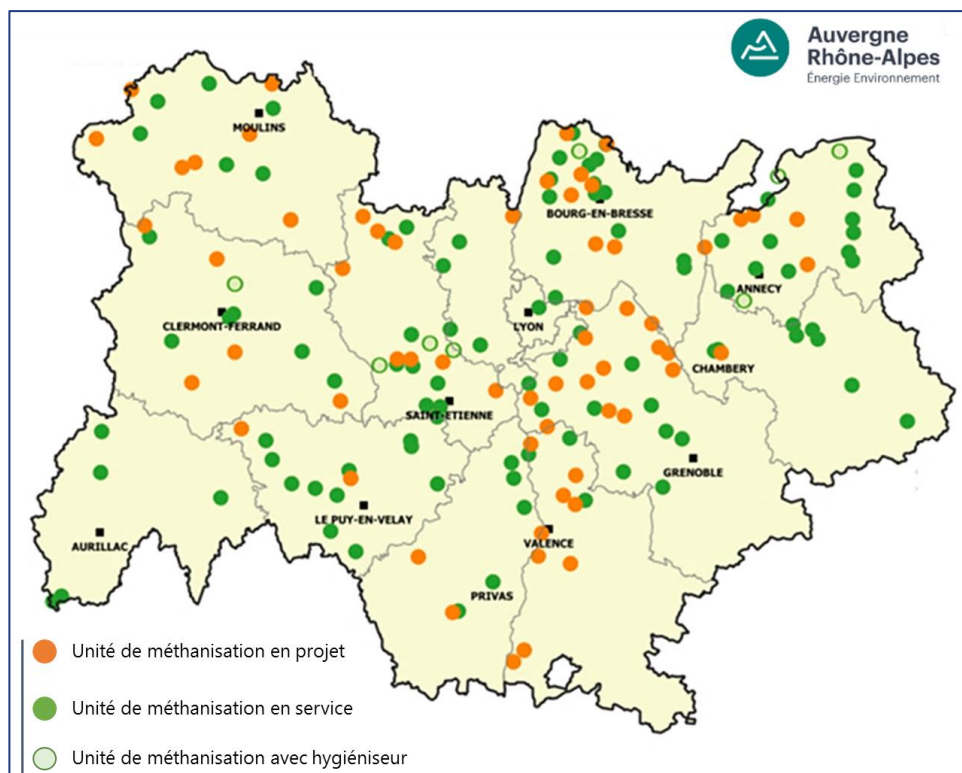 Auvergne
Rhône-Alpes
Énergie Environnement
MOULINS
BOURG-EN-BRESSE
ANNECY
CLERMONT-FERRAND
LYON
CHAMBERY
SAINT-ETIENNE
GRENOBLE
LE PUY-EN-VELAY
AURILLAC
VALENCE
PRIVAS
Unité de méthanisation en projet
Unité de méthanisation en service
Unité de méthanisation avec hygiéniseur